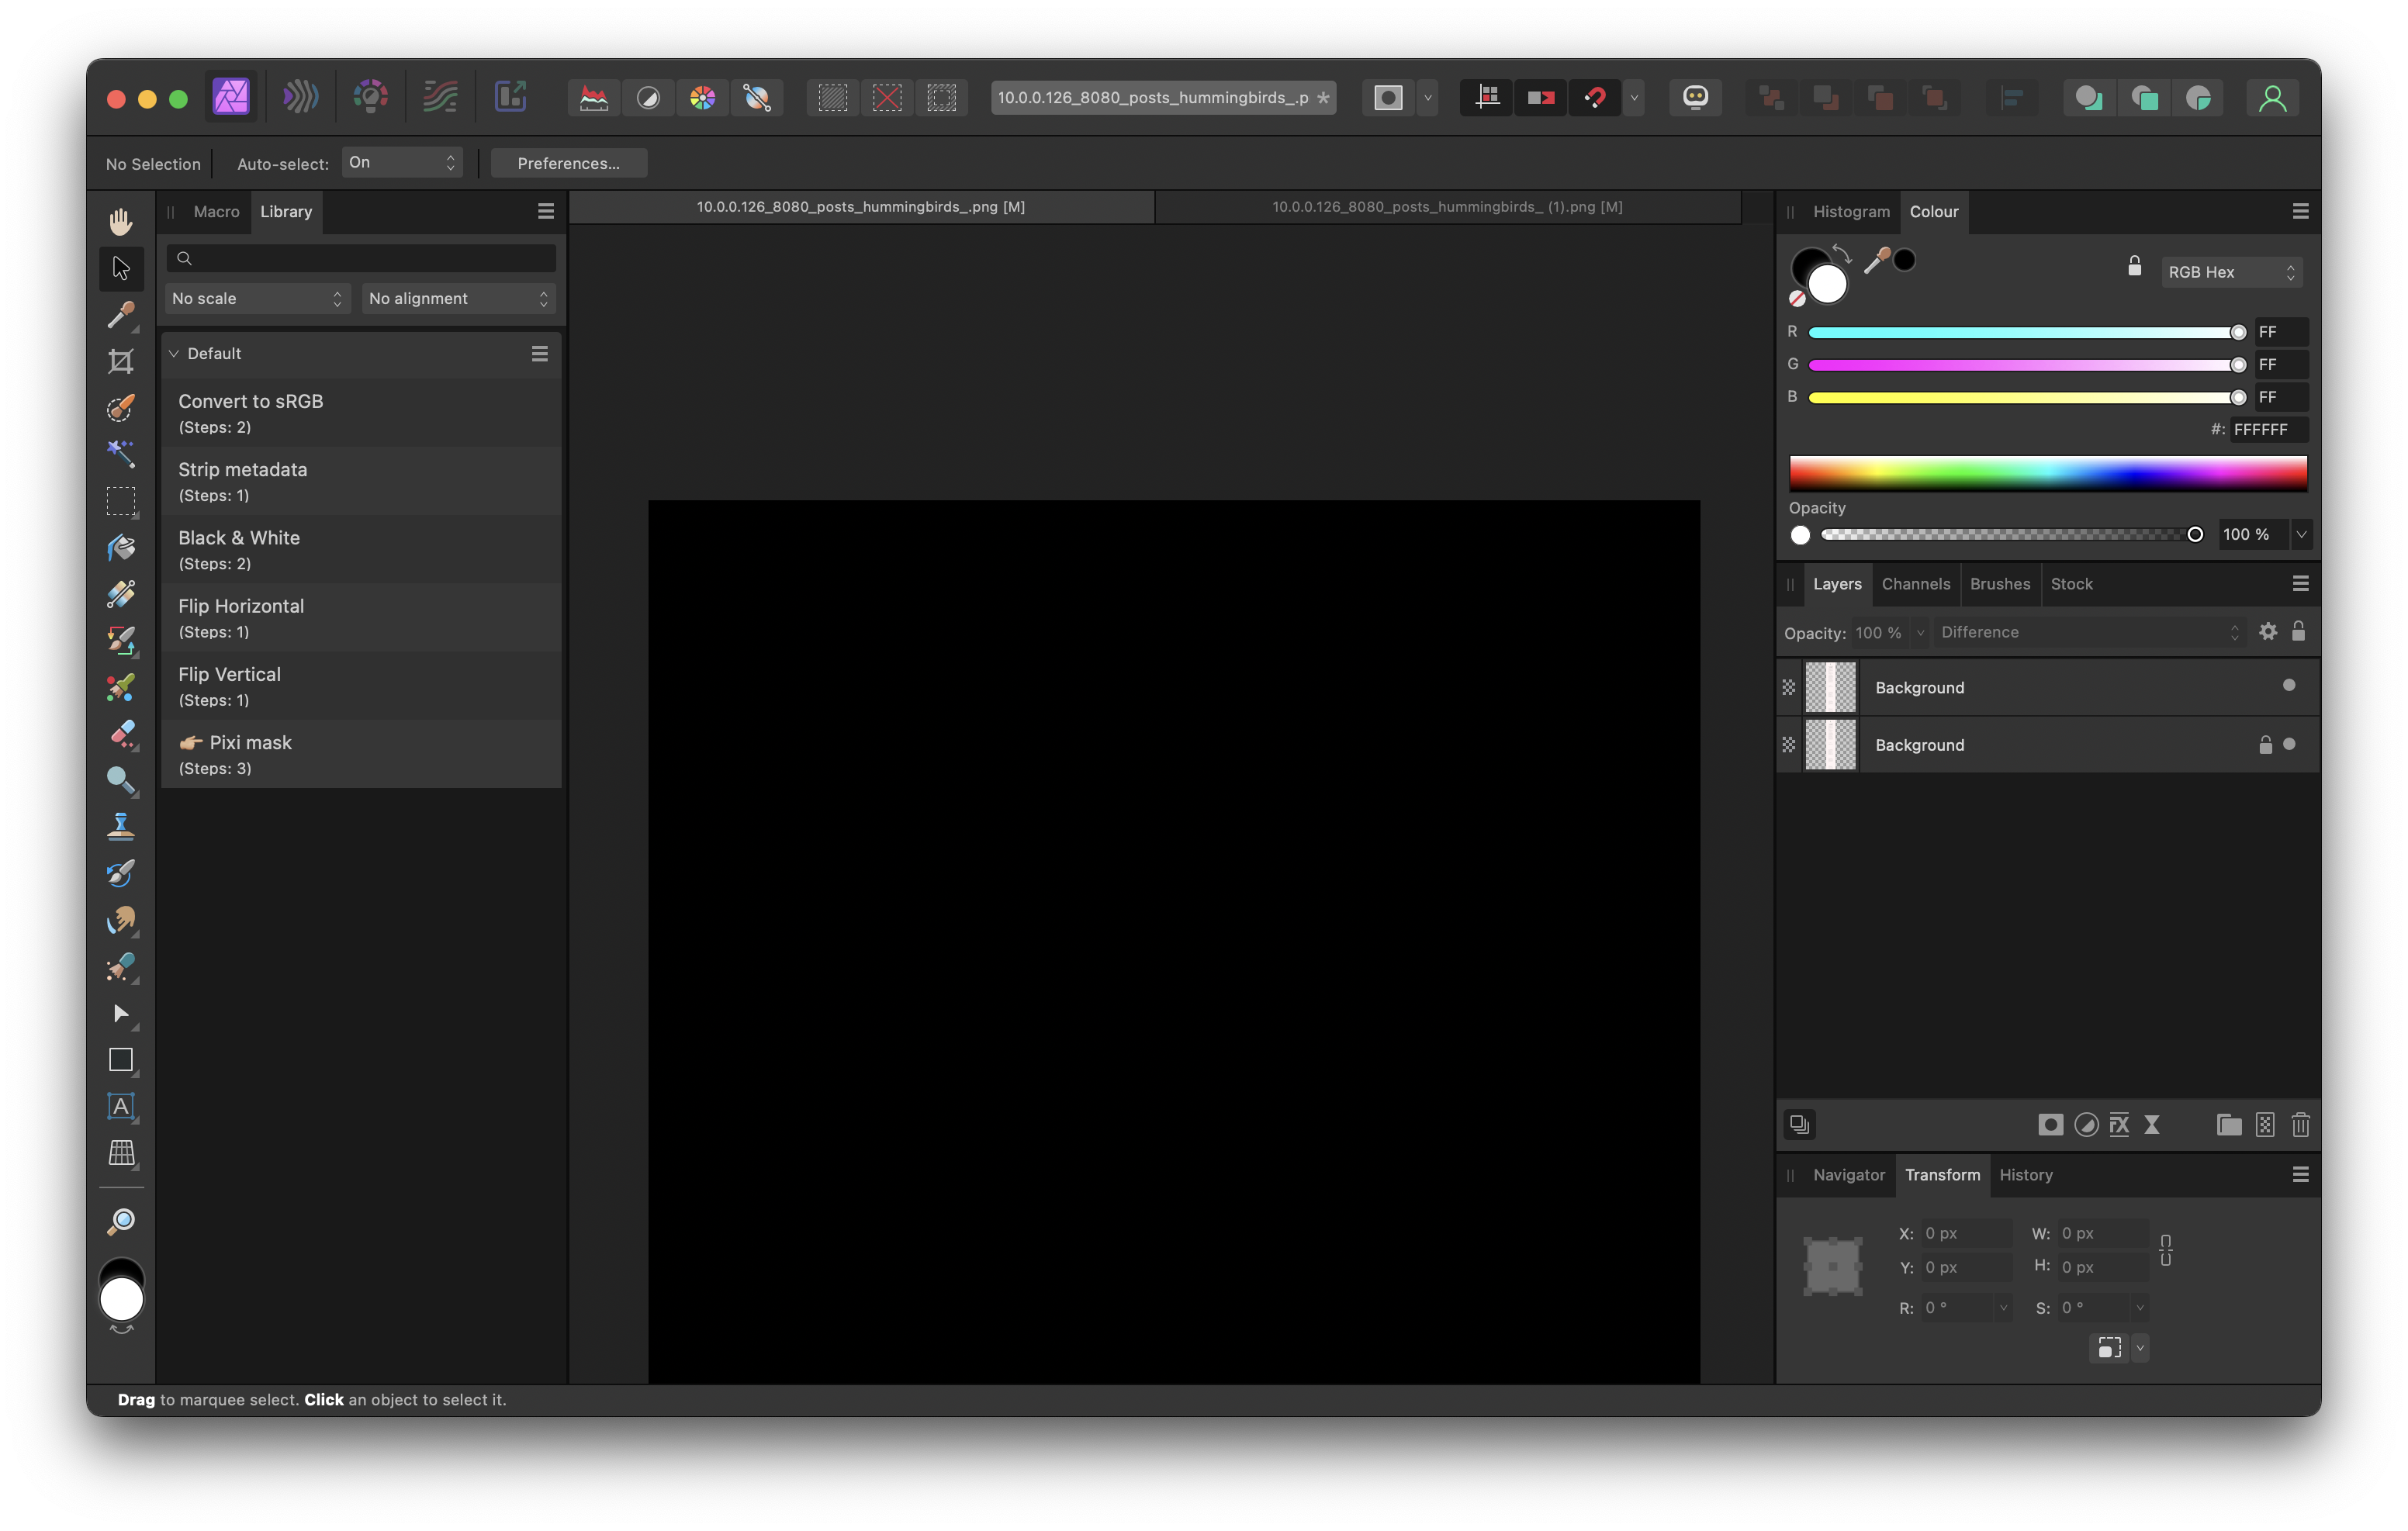 10.0.0.126_8080_posts_hummingbirds_.p *
No Selection
Auto-select:
On
Preferences...
Macro
Library
10.0.0.126_8080_posts_hummingbirds_.png [M]
10.0.0.126_8080_posts_hummingbirds_ (1).png [M]
No scale
No alignment
Default
Convert to sRGB
(Steps: 2)
Strip metadata
(Steps: 1)
Black & White
(Steps: 2)
Flip Horizontal
(Steps: 1)
Flip Vertical
(Steps: 1)
Pixi mask
(Steps: 3)
Histogram
Colour
RGB Hex
R
FF
G
FF
B
FF
#:
FFFFFF
Opacity
100 %
Layers
Channels
Brushes
Stock
Opacity:
100 %
Difference
Background
Background
FX
Navigator
Transform
History
X: 0 px
W: 0 px
Y: 0 px
H: 0 px
R: 0 °
S: 0 °
A
Drag to marquee select. Click an object to select it.